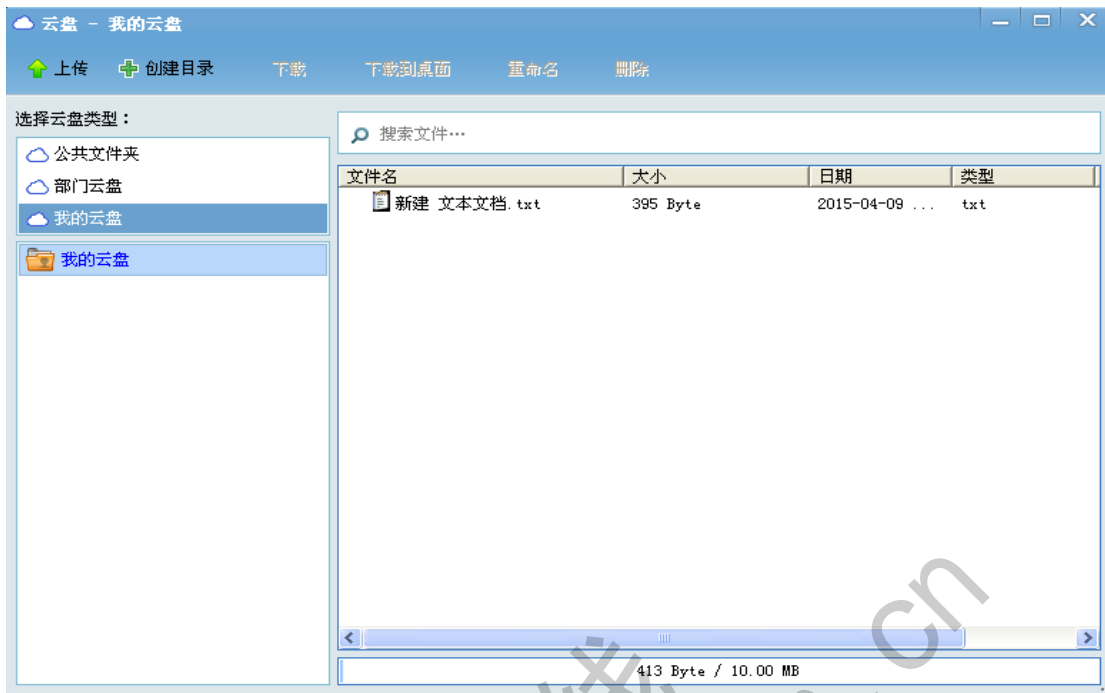 云盘 - 我的云盘
上传 创建目录 下载 下载到桌面 重命名 删除
选择云盘类型：
公共文件夹
部门云盘
我的云盘
我的云盘
搜索文件…
文件名 大小 日期 类型
新建 文本文档.txt 395 Byte 2015-04-09 ... txt
413 Byte / 10.00 MB
cn